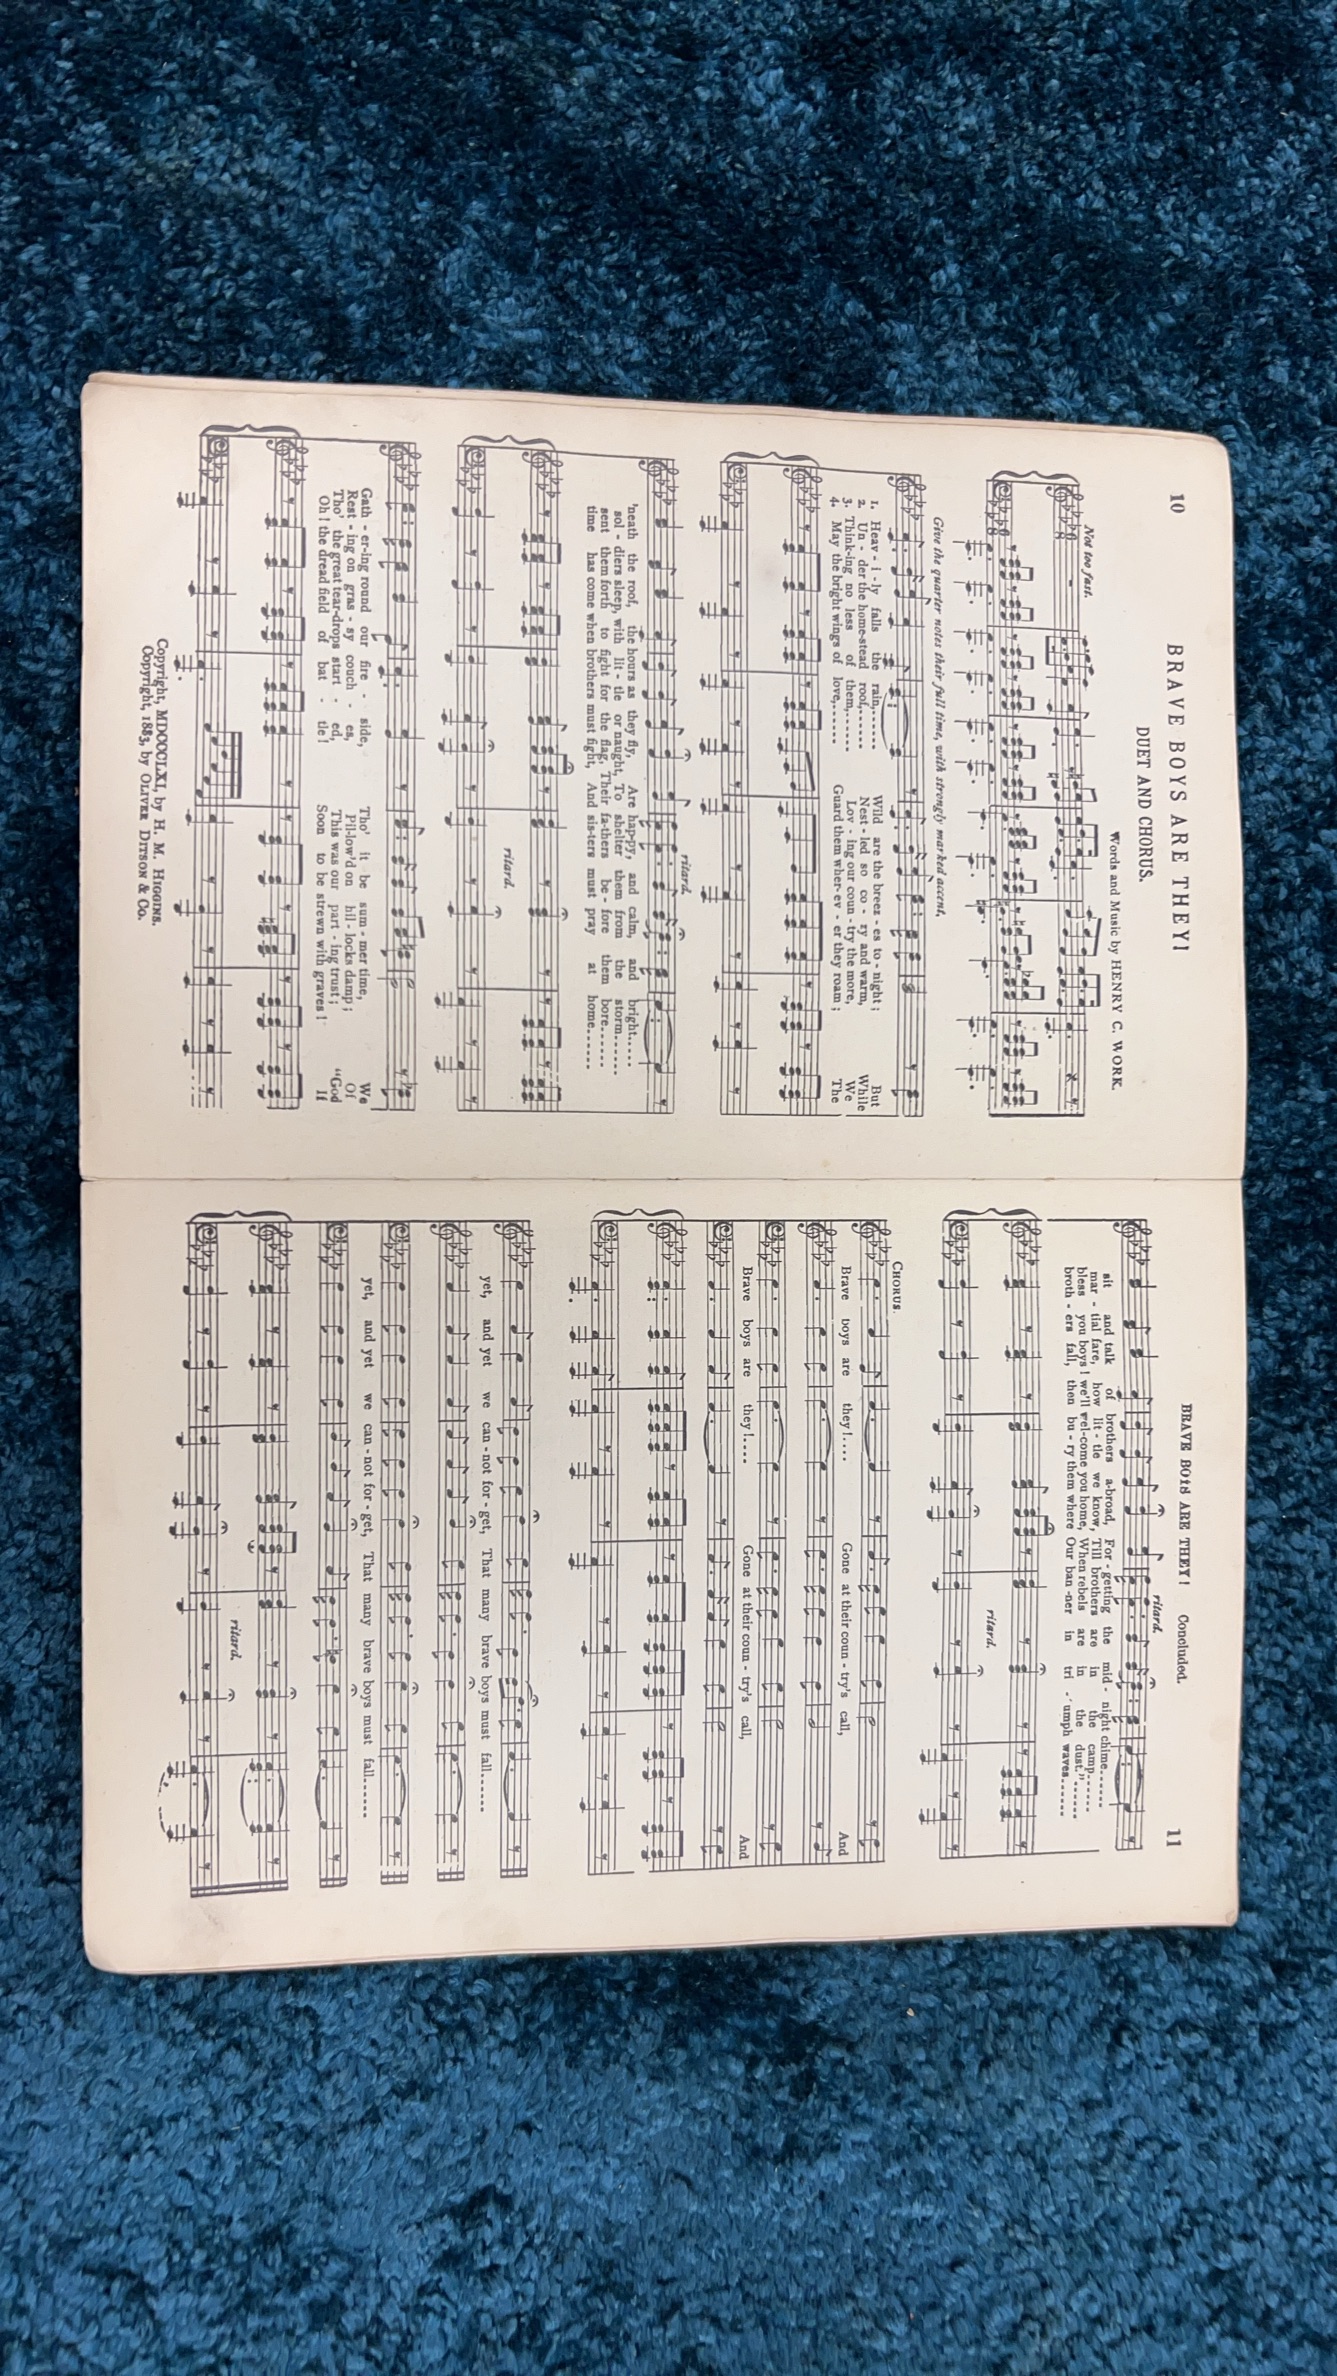 10
BRAVE BOYS ARE THEY!
DUET AND CHORUS.
Words and Music by HENRY C. WORK.
Not too fast.
Give the quarter notes their full time, with strongly marked accent,
1. Heav - i - ly falls the rain,...... Wild are the breez - es to - night; But
2. Un - der the home-stead roof,...... Nest - led so co - ry and warm, While
3. Think-ing no less of them,...... Lov - ing our coun - try the more, We
4. May the bright wings of love,...... Guard them wher-ev - er they roam; The
ritard.
'neath the roof, the hours as they fly, Are hap-py, and calm, and bright.....
sol - diers sleep, with lit - tle or naught, To shelter them from the storm......
sent them forth to fight for the flag, Their fa-thers be - fore them bore......
time has come when brothers must fight, And sis-ters must pray at home......
ritard.
Gath - er-ing round our fire - side, Tho' it be sum - mer time, We
Rest - ing on gras - sy couch - es, Pil-low'd on hil - locks damp; Of
Tho' the great tear-drops start - ed, This was our part - ing trust; "God
Oh! the dread field of bat - tle! Soon to be strewn with graves! If
Copyright, MDCCCLXI, by H. M. HIGGINS.
Copyright, 1883, by OLIVER DITSON & CO.
BRAVE BOYS ARE THEY! Concluded. 11
ritard.
sit and talk of brothers a-broad, For - getting the mid - night chime.....
mar - tial fare, how lit - tle we know, Till brothers are in the camp......
bless you boys! we'll wel-come you home, When rebels are in the dust."......
broth - ers fall, then bu - ry them where Our ban -ner in tri - umph waves......
ritard.
CHORUS.
Brave boys are they!.... Gone at their coun - try's call, And
Brave boys are they!.... Gone at their coun - try's call, And
yet, and yet we can - not for - get, That many brave boys must fall......
yet, and yet we can - not for - get, That many brave boys must fall......
ritard.